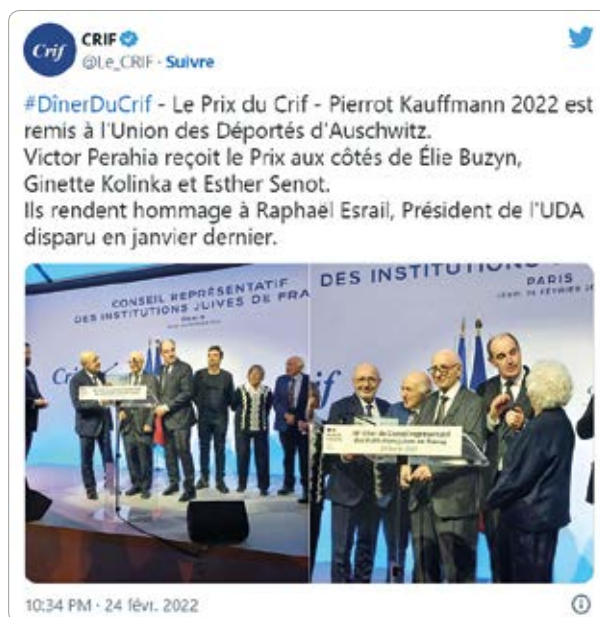 Crif
CRIF
@Le_CRIF · Suivre
#DînerDuCrif - Le Prix du Crif - Pierrot Kauffmann 2022 est
remis à l'Union des Déportés d'Auschwitz.
Victor Perahia reçoit le Prix aux côtés de Élie Buzyn,
Ginette Kolinka et Esther Senot.
Ils rendent hommage à Raphaël Esrail, Président de l'UDA
disparu en janvier dernier.
CONSEIL REPRÉSENTATIF
DES INSTITUTIONS JUIVES DE FRA
DES INSTITUTIONS
PARIS
10:34 PM · 24 févr. 2022